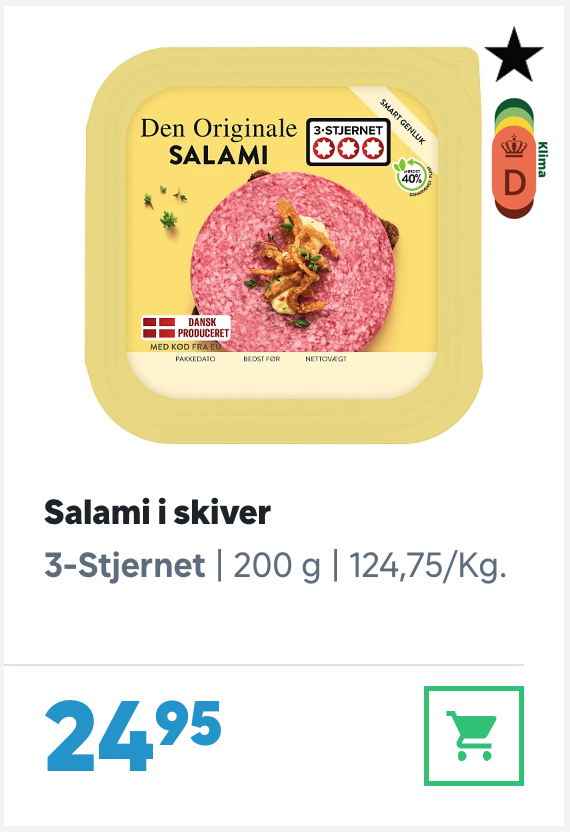 Den Originale
SALAMI
3-STJERNET
SMART GENLUK
MINDST
40%
Klima
D
DANSK
PRODUCERET
MED KØD FRA EU
PAKKEDATO BEDST FØR NETTOVÆGT
Salami i skiver
3-Stjernet | 200 g | 124,75/Kg.
2495